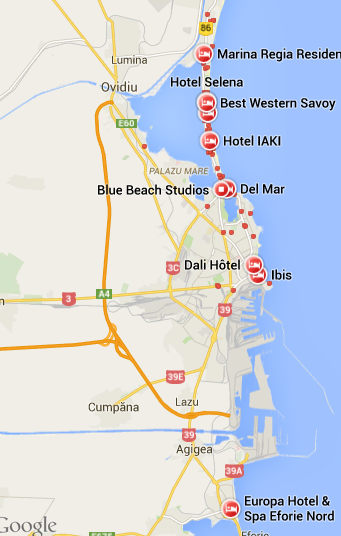 86
Marina Regia Residen
Lumina
Hotel Selena
Ovidiu
Best Western Savoy
E60
Hotel IAKI
PALAZU MARE
Blue Beach Studios
Del Mar
Dali Hôtel
3C
Ibis
n
A4
3
39
39E
Lazu
Cumpăna
39
Agigea
39A
Europa Hotel &
Spa Eforie Nord
Google
E675
Eforie